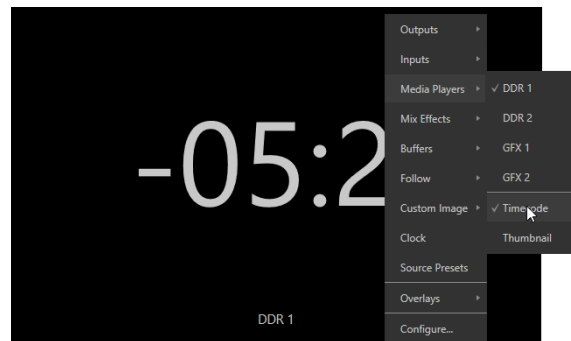 -05:2
DDR 1
Outputs
Inputs
Media Players
Mix Effects
Buffers
Follow
Custom Image
Clock
Source Presets
Overlays
Configure...
✓ DDR 1
DDR 2
GFX 1
GFX 2
✓ Timecode
Thumbnail